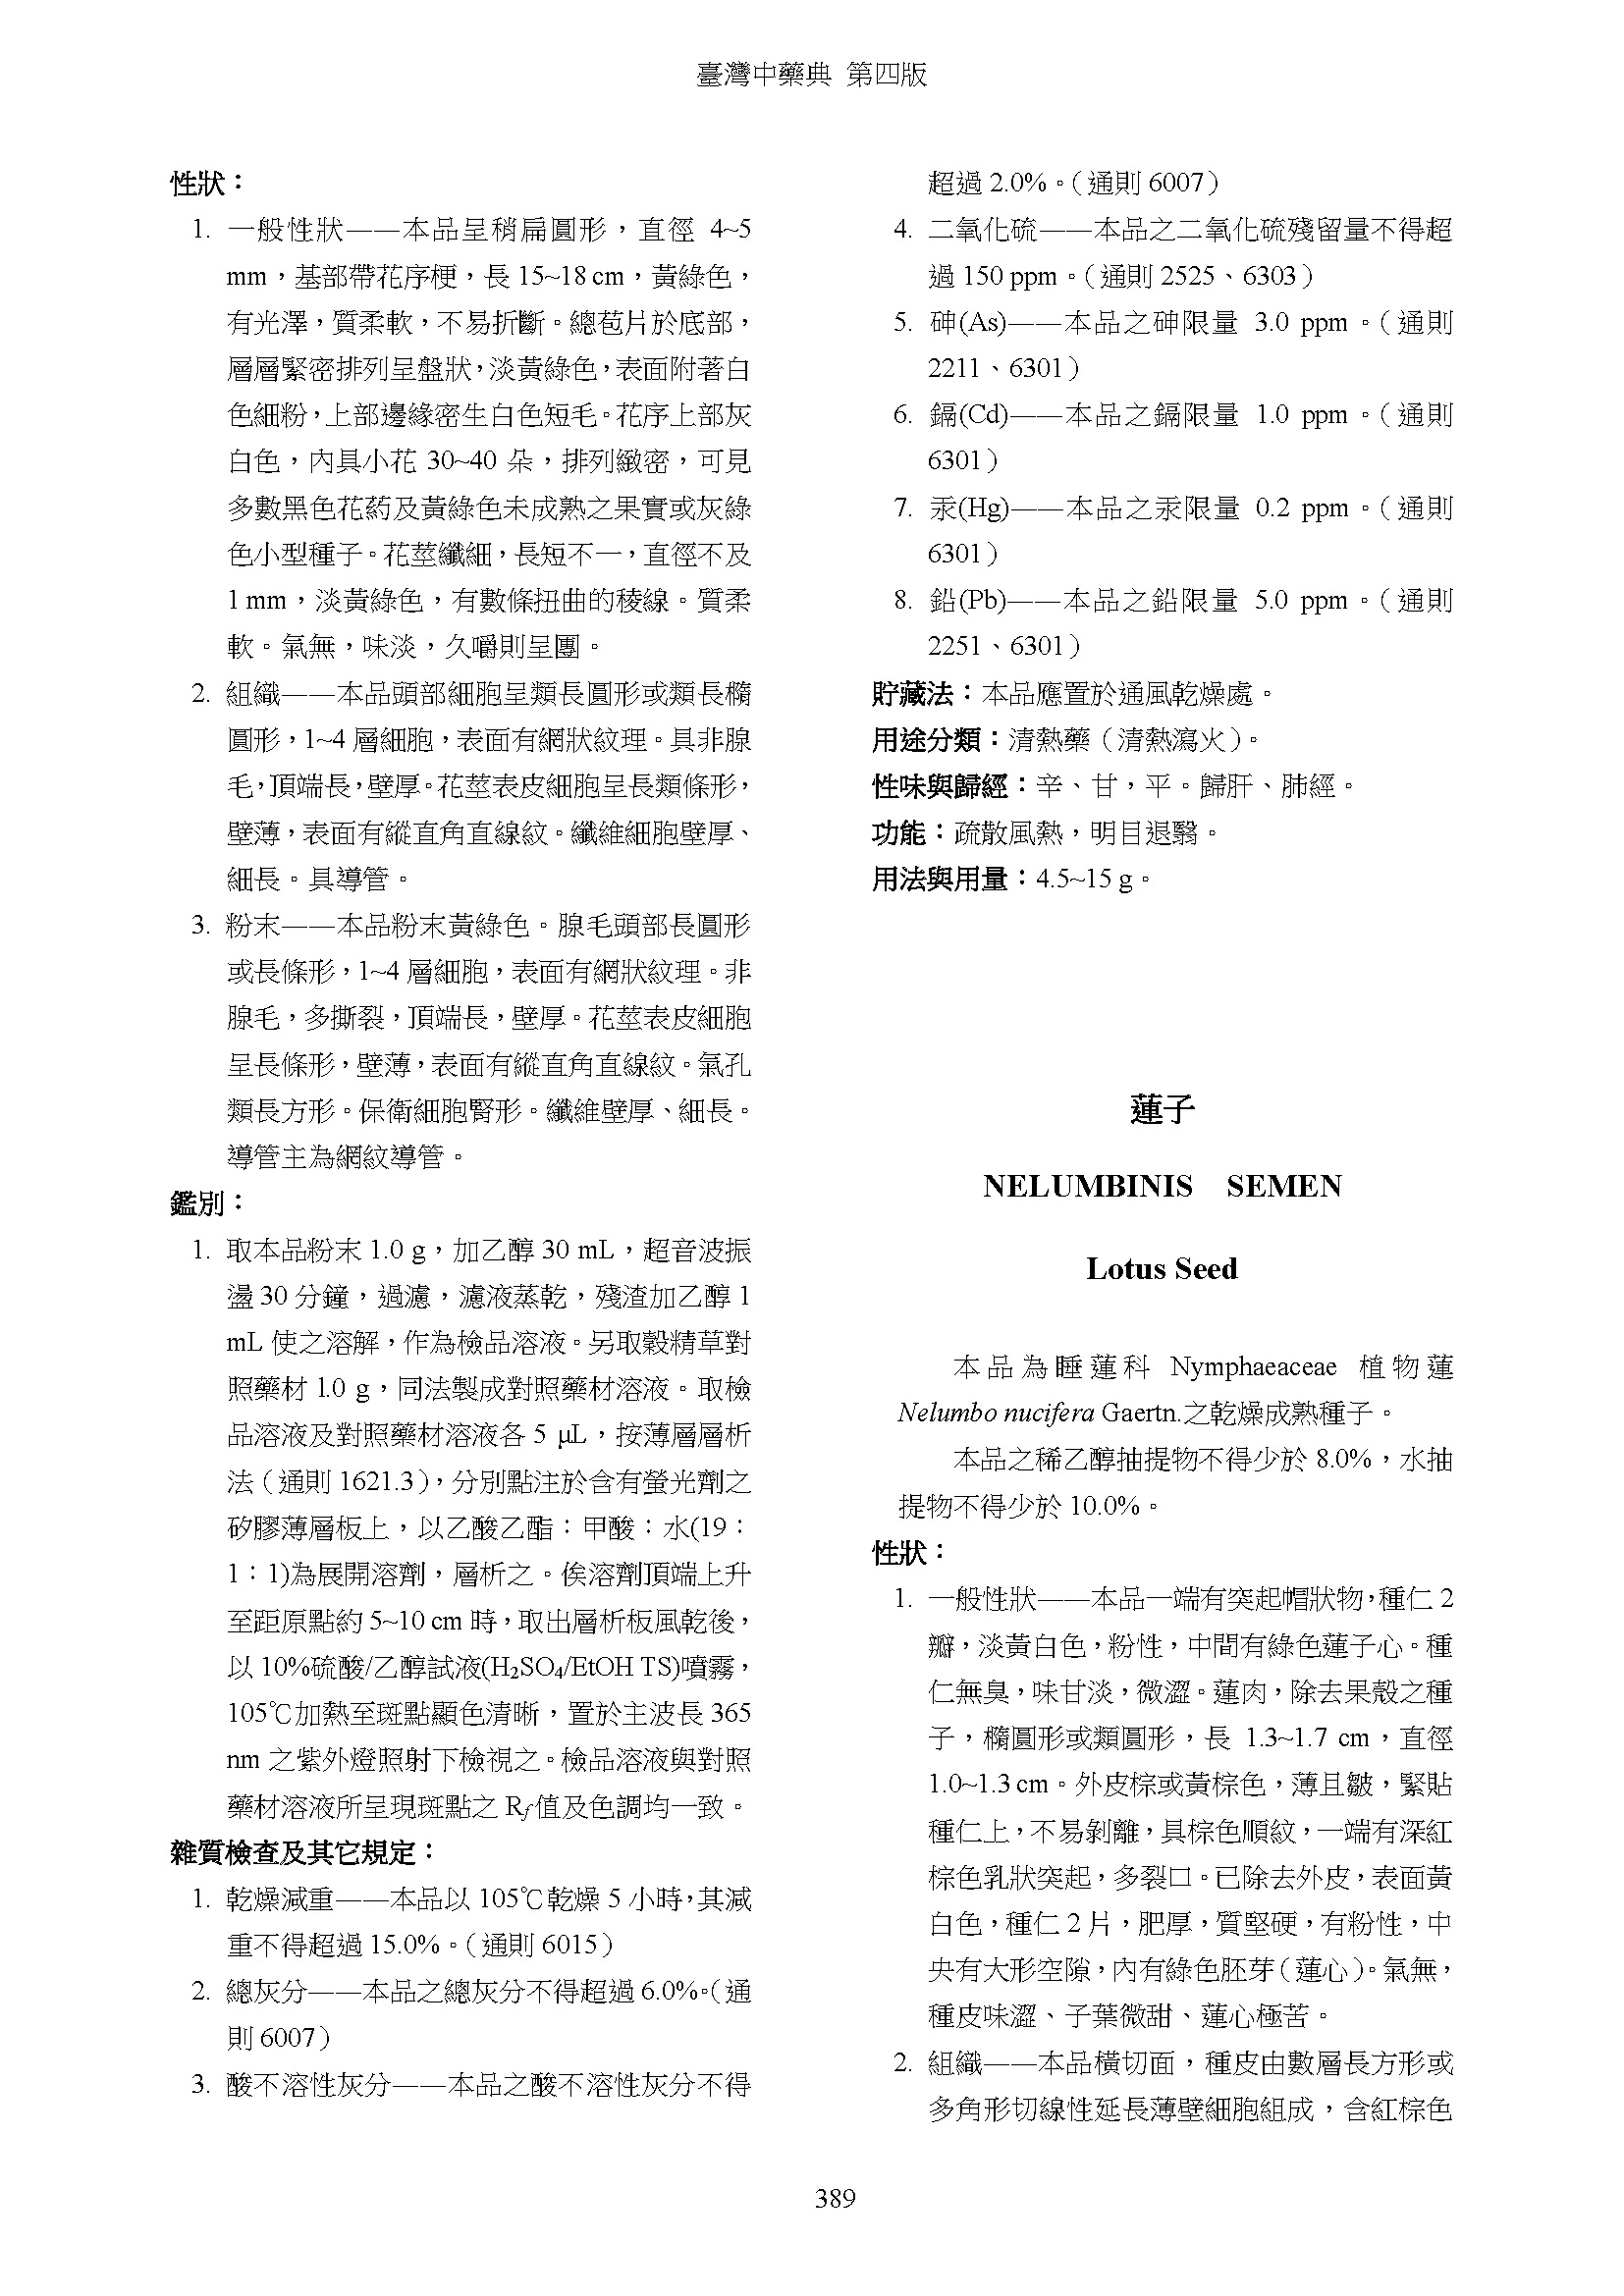 臺灣中藥典 第四版
性狀：
1. 一般性狀——本品呈稍扁圓形，直徑 4~5
mm，基部帶花序梗，長 15~18 cm，黃綠色，
有光澤，質柔軟，不易折斷。總苞片於底部，
層層緊密排列呈盤狀，淡黃綠色，表面附著白
色細粉，上部邊緣密生白色短毛。花序上部灰
白色，內具小花 30~40 朵，排列緻密，可見
多數黑色花葯及黃綠色未成熟之果實或灰綠
色小型種子。花莖纖細，長短不一，直徑不及
1 mm，淡黃綠色，有數條扭曲的稜線。質柔
軟。氣無，味淡，久嚼則呈團。
2. 組織——本品頭部細胞呈類長圓形或類長橢
圓形，1~4 層細胞，表面有網狀紋理。具非腺
毛，頂端長，壁厚。花莖表皮細胞呈長類條形，
壁薄，表面有縱直角直線紋。纖維細胞壁厚、
細長。具導管。
3. 粉末——本品粉末黃綠色。腺毛頭部長圓形
或長條形，1~4 層細胞，表面有網狀紋理。非
腺毛，多撕裂，頂端長，壁厚。花莖表皮細胞
呈長條形，壁薄，表面有縱直角直線紋。氣孔
類長方形。保衛細胞腎形。纖維壁厚、細長。
導管主為網紋導管。
鑑別：
1. 取本品粉末 1.0 g，加乙醇 30 mL，超音波振
盪 30 分鐘，過濾，濾液蒸乾，殘渣加乙醇 1
mL 使之溶解，作為檢品溶液。另取穀精草對
照藥材 1.0 g，同法製成對照藥材溶液。取檢
品溶液及對照藥材溶液各 5 μL，按薄層層析
法（通則 1621.3），分別點注於含有螢光劑之
矽膠薄層板上，以乙酸乙酯：甲酸：水(19：
1：1)為展開溶劑，層析之。俟溶劑頂端上升
至距原點約 5~10 cm 時，取出層析板風乾後，
以 10%硫酸/乙醇試液(H₂SO₄/EtOH TS)噴霧，
105℃加熱至斑點顯色清晰，置於主波長 365
nm 之紫外燈照射下檢視之。檢品溶液與對照
藥材溶液所呈現斑點之 Rf 值及色調均一致。
雜質檢查及其它規定：
1. 乾燥減重——本品以 105℃乾燥 5 小時，其減
重不得超過 15.0%。（通則 6015）
2. 總灰分——本品之總灰分不得超過 6.0%。（通
則 6007）
3. 酸不溶性灰分——本品之酸不溶性灰分不得
超過 2.0%。（通則 6007）
4. 二氧化硫——本品之二氧化硫殘留量不得超
過 150 ppm。（通則 2525、6303）
5. 砷(As)——本品之砷限量 3.0 ppm。（通則
2211、6301）
6. 鎘(Cd)——本品之鎘限量 1.0 ppm。（通則
6301）
7. 汞(Hg)——本品之汞限量 0.2 ppm。（通則
6301）
8. 鉛(Pb)——本品之鉛限量 5.0 ppm。（通則
2251、6301）
貯藏法：本品應置於通風乾燥處。
用途分類：清熱藥（清熱瀉火）。
性味與歸經：辛、甘，平。歸肝、肺經。
功能：疏散風熱，明目退翳。
用法與用量：4.5~15 g。
蓮子
NELUMBINIS SEMEN
Lotus Seed
本品為睡蓮科 Nymphaeaceae 植物蓮
Nelumbo nucifera Gaertn.之乾燥成熟種子。
本品之稀乙醇抽提物不得少於 8.0%，水抽
提物不得少於 10.0%。
性狀：
1. 一般性狀——本品一端有突起帽狀物，種仁 2
瓣，淡黃白色，粉性，中間有綠色蓮子心。種
仁無臭，味甘淡，微澀。蓮肉，除去果殼之種
子，橢圓形或類圓形，長 1.3~1.7 cm，直徑
1.0~1.3 cm。外皮棕或黃棕色，薄且皺，緊貼
種仁上，不易剝離，具棕色順紋，一端有深紅
棕色乳狀突起，多裂口。已除去外皮，表面黃
白色，種仁 2 片，肥厚，質堅硬，有粉性，中
央有大形空隙，內有綠色胚芽（蓮心）。氣無，
種皮味澀、子葉微甜、蓮心極苦。
2. 組織——本品橫切面，種皮由數層長方形或
多角形切線性延長薄壁細胞組成，含紅棕色
389